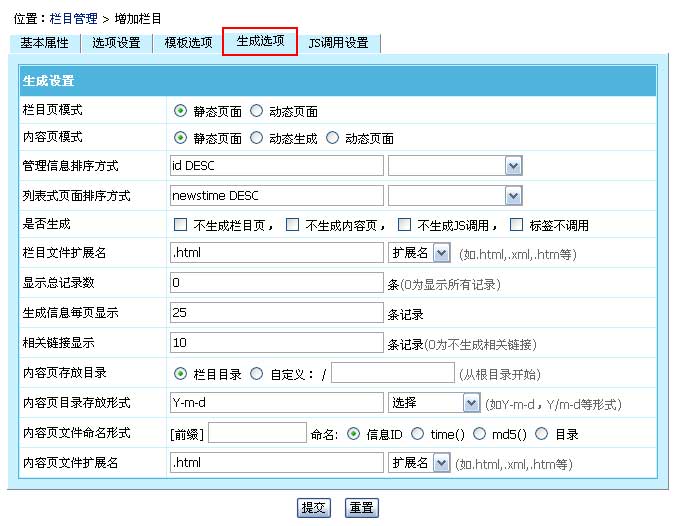 位置：栏目管理 > 增加栏目
基本属性 选项设置 模板选项 生成选项 JS调用设置
生成设置
栏目页模式 静态页面 动态页面
内容页模式 静态页面 动态生成 动态页面
管理信息排序方式 id DESC
列表式页面排序方式 newstime DESC
是否生成 不生成栏目页， 不生成内容页， 不生成JS调用， 标签不调用
栏目文件扩展名 .html 扩展名 (如.html,.xml,.htm等)
显示总记录数 0 条(0为显示所有记录)
生成信息每页显示 25 条记录
相关链接显示 10 条记录(0为不生成相关链接)
内容页存放目录 栏目目录 自定义： / (从根目录开始)
内容页目录存放形式 Y-m-d 选择 (如Y-m-d，Y/m-d等形式)
内容页文件命名形式 [前缀] 命名: 信息ID time() md5() 目录
内容页文件扩展名 .html 扩展名 (如.html,.xml,.htm等)
提交 重置